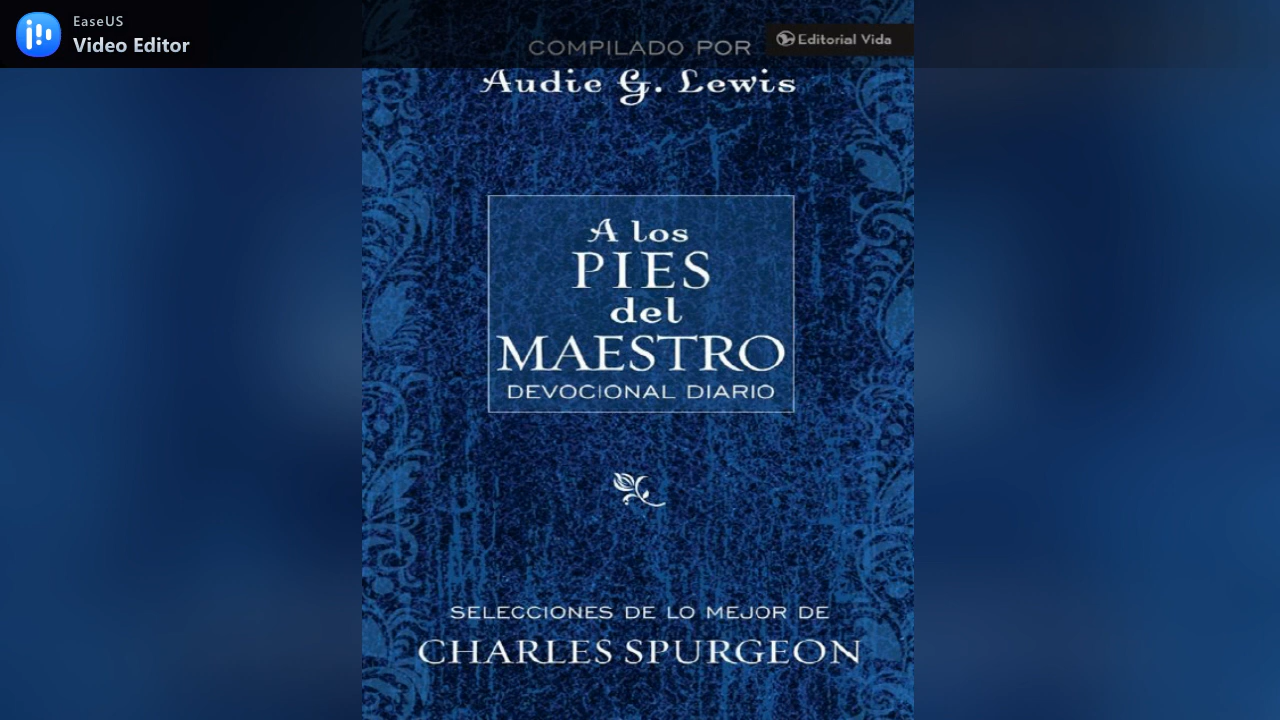 EaseUS
Video Editor
COMPILADO POR
Editorial Vida
Audie G. Lewis
A los
PIES
del
MAESTRO
DEVOCIONAL DIARIO
SELECCIONES DE LO MEJOR DE
CHARLES SPURGEON